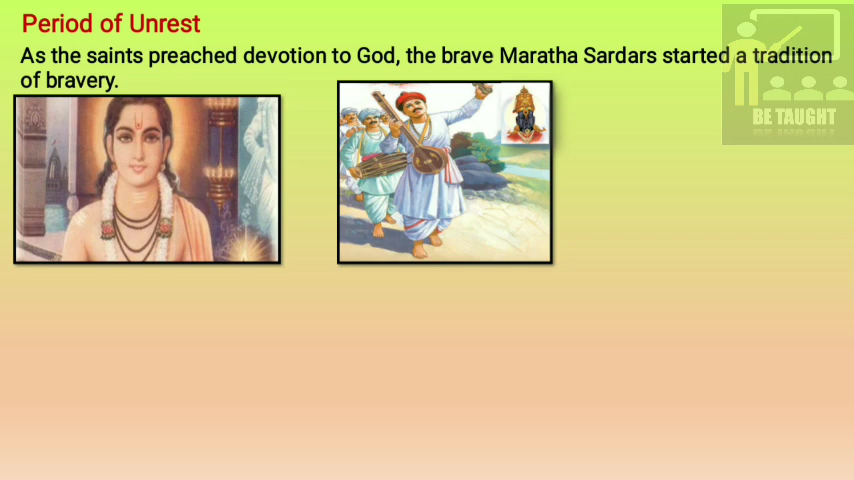 Period of Unrest
As the saints preached devotion to God, the brave Maratha Sardars started a tradition
of bravery.
BE TAUGHT